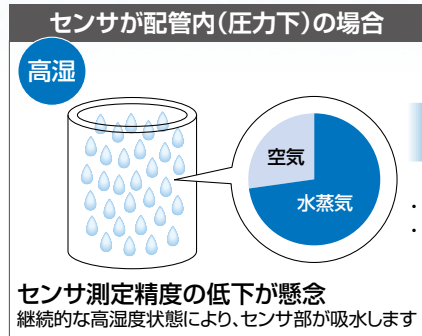 センサが配管内(圧力下)の場合
高湿
空気
水蒸気
・
・
センサ測定精度の低下が懸念
継続的な高湿度状態により、センサ部が吸水します